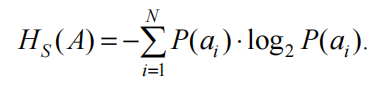 H_S(A) = −∑_{i=1}^{N} P(a_i) · log_2 P(a_i).